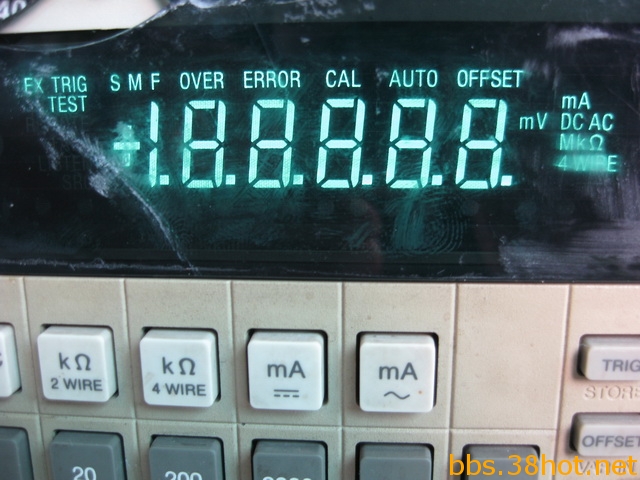 40
EX TRIG S M F OVER ERROR CAL AUTO OFFSET
TEST
mA
±1.8.8.8.8.8. mV DC AC
MkΩ
4 WIRE
kΩ
2 WIRE
kΩ
4 WIRE
mA
mA
~
TRIG
STORE
OFFSET
20
200
bbs.38hot.net